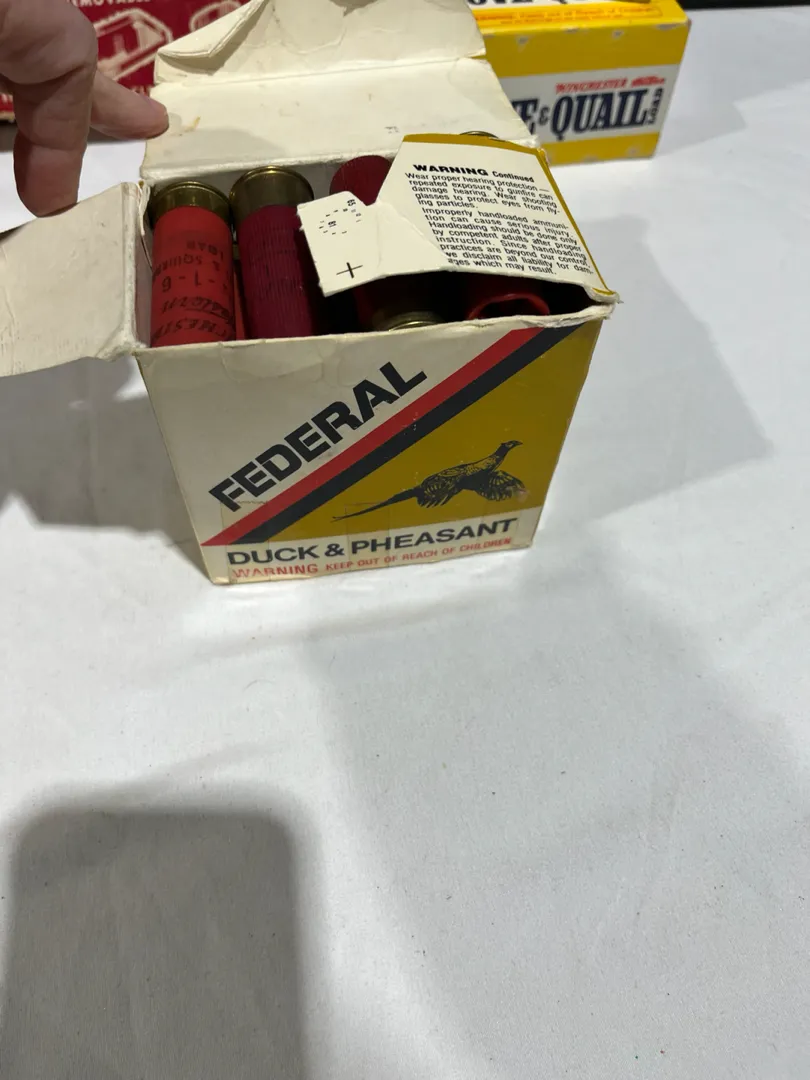 WINCHESTER
E & QUAIL LOAD
WARNING Continued
Wear proper hearing protection—
repeated exposure to gunfire can
damage hearing. Wear shooting
glasses to protect eyes from fly-
ing particles.
Improperly handloaded ammuni-
tion can cause serious injury.
Handloading should be done only
by competent adults after proper
instruction. Since handloading
practices are beyond our control
we disclaim all liability for dam-
ages which may result.
FEDERAL
DUCK & PHEASANT
WARNING KEEP OUT OF REACH OF CHILDREN